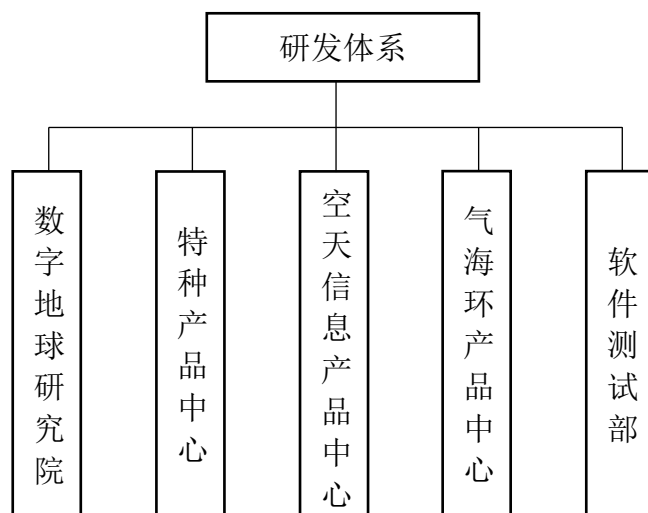 研发体系
数字地球研究院
特种产品中心
空天信息产品中心
气海环产品中心
软件测试部